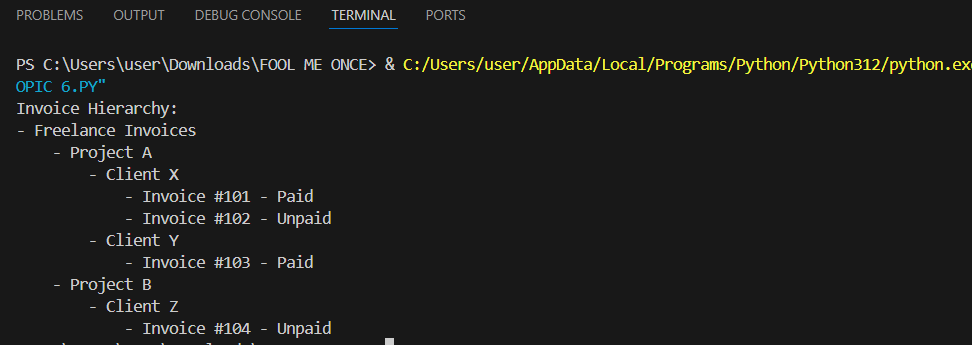 PROBLEMS OUTPUT DEBUG CONSOLE TERMINAL PORTS
PS C:\Users\user\Downloads\FOOL ME ONCE> & C:/Users/user/AppData/Local/Programs/Python/Python312/python.exe
OPIC 6.PY"
Invoice Hierarchy:
- Freelance Invoices
    - Project A
        - Client X
            - Invoice #101 - Paid
            - Invoice #102 - Unpaid
        - Client Y
            - Invoice #103 - Paid
    - Project B
        - Client Z
            - Invoice #104 - Unpaid